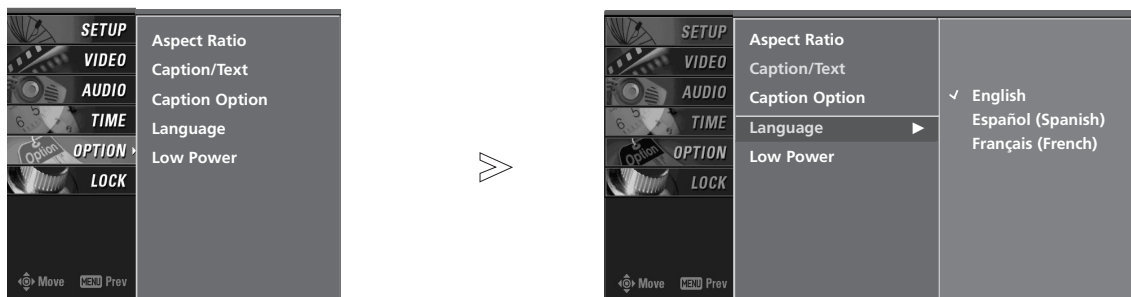 SETUP
VIDEO
AUDIO
TIME
OPTION
LOCK
Option
Move MENU Prev
Aspect Ratio
Caption/Text
Caption Option
Language
Low Power
SETUP
VIDEO
AUDIO
TIME
OPTION
LOCK
Option
Move MENU Prev
Aspect Ratio
Caption/Text
Caption Option
Language
Low Power
✓ English
Español (Spanish)
Français (French)